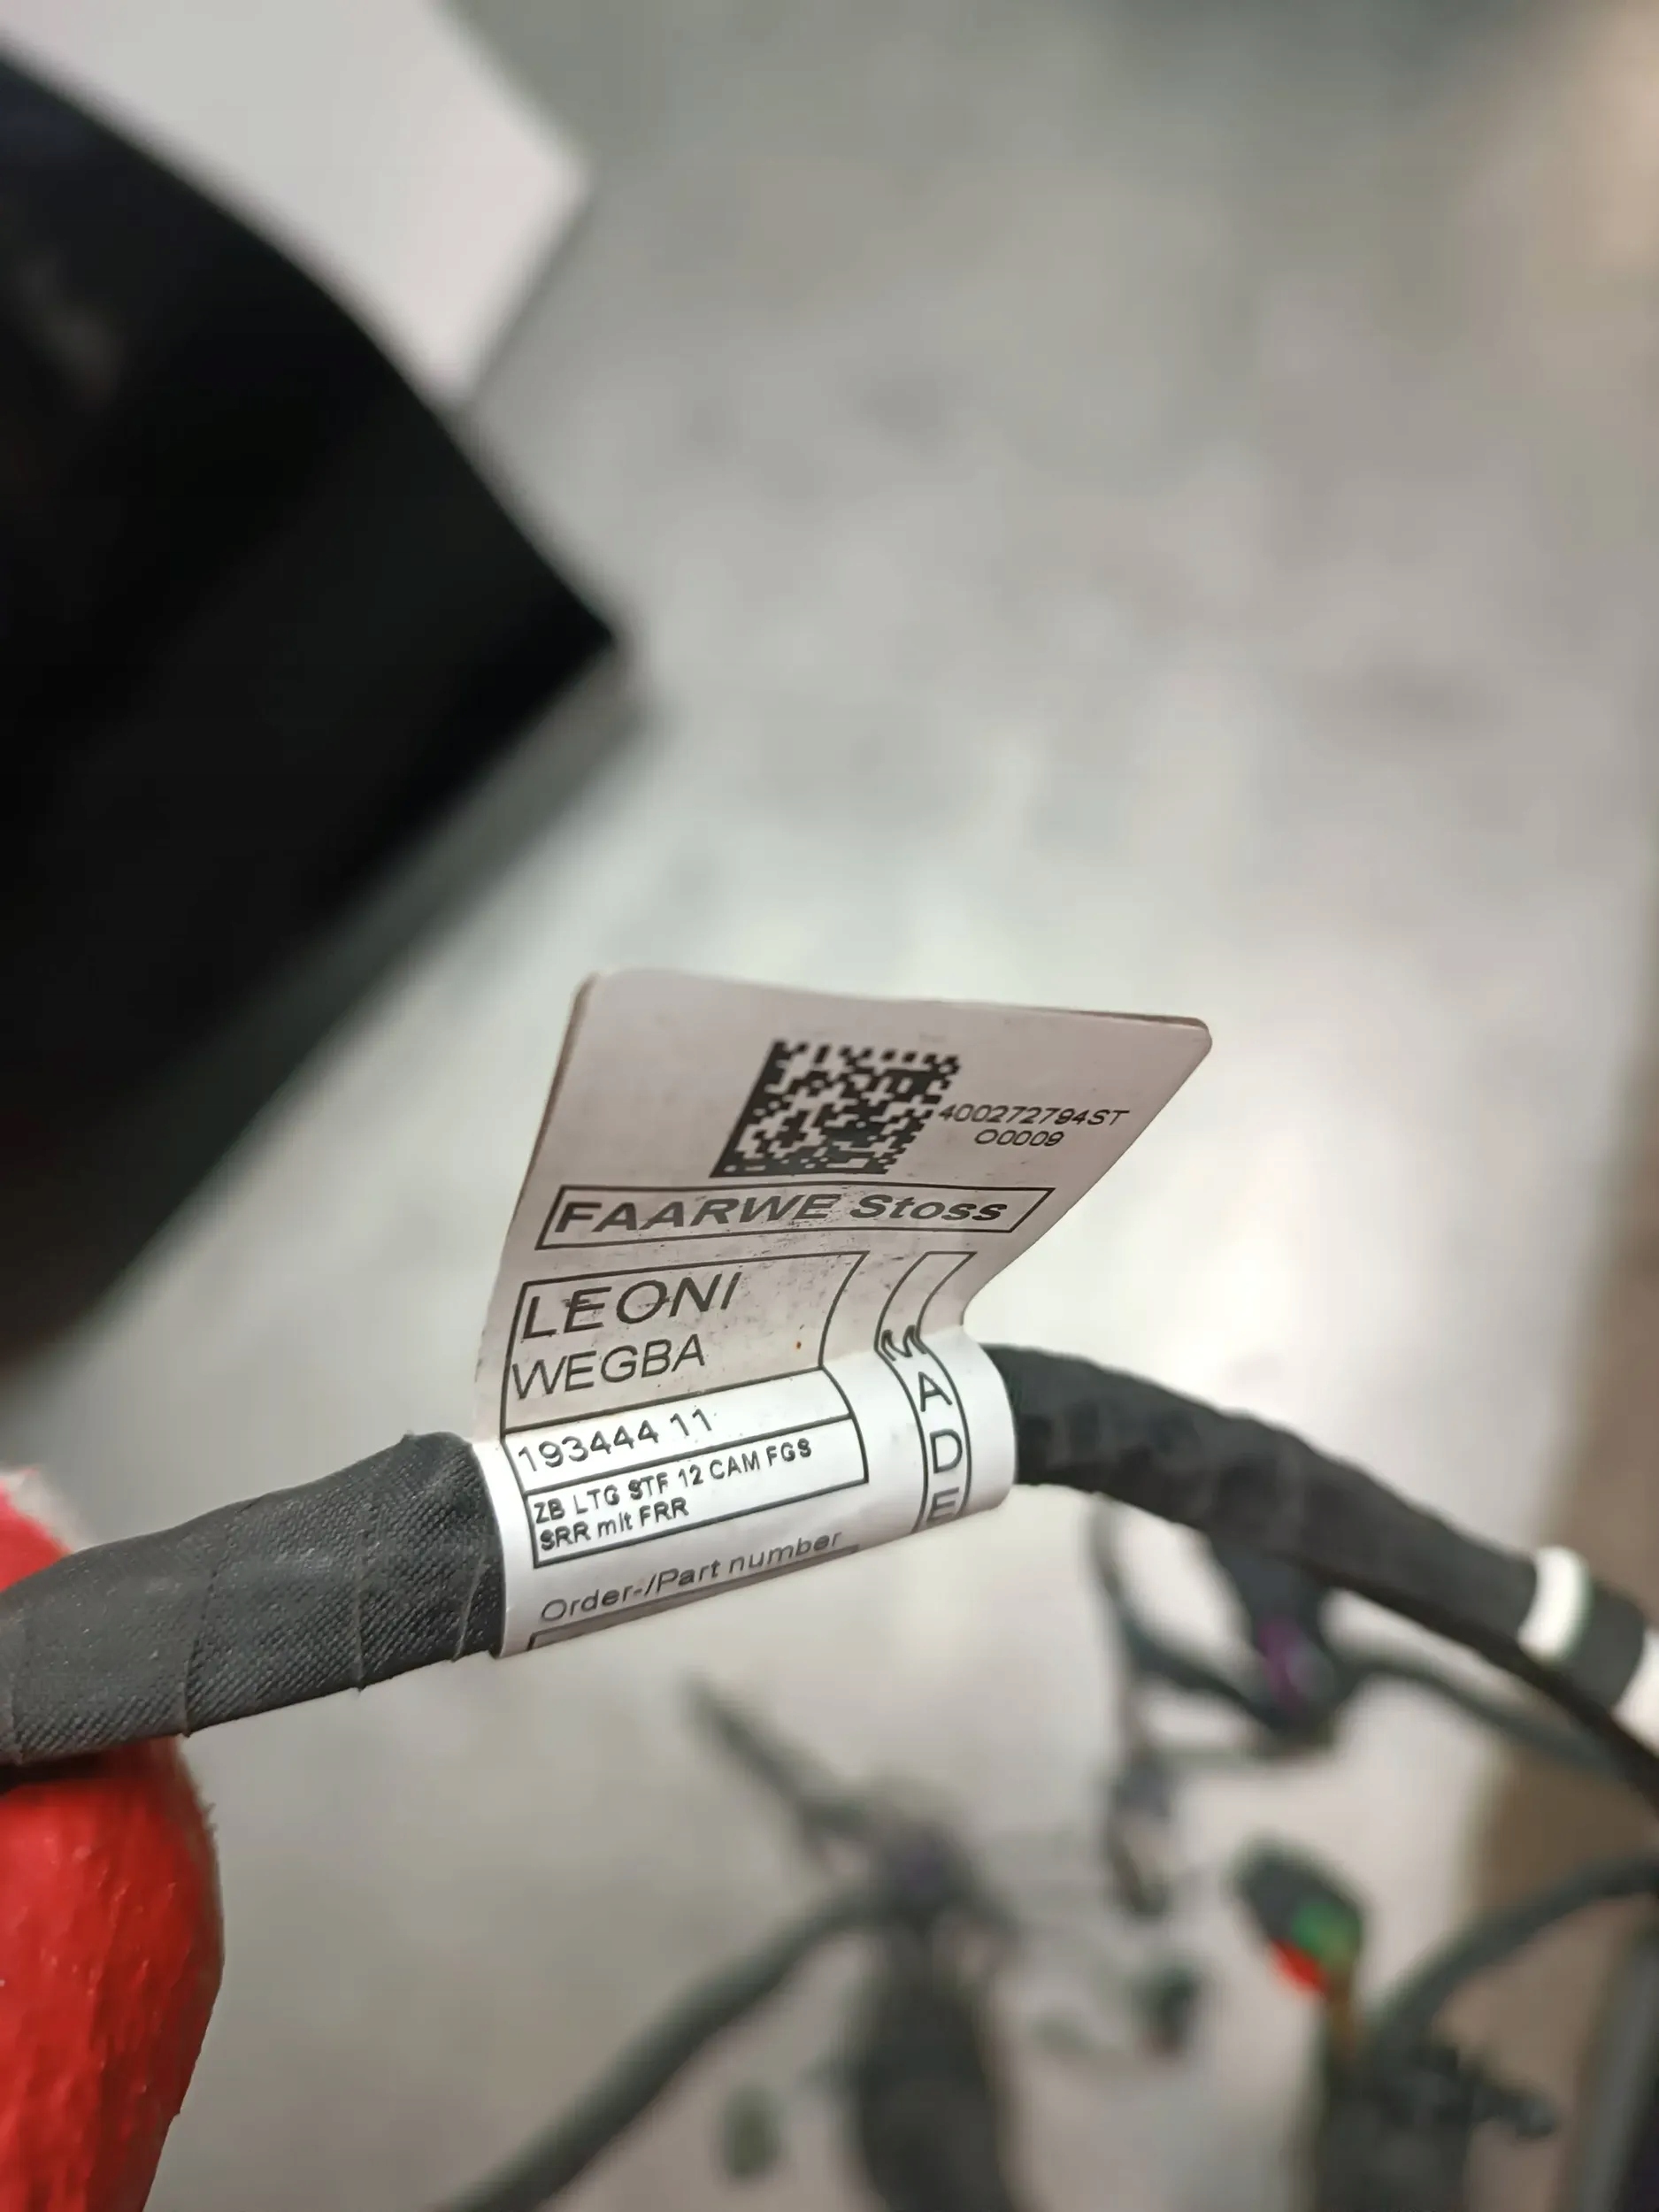 400272794ST
00009
FAARWE Stoss
LEONI
WEGBA
193444 11
ZB LTG STF 12 CAM FGS
SRR mit FRR
Order-/Part number
MADE